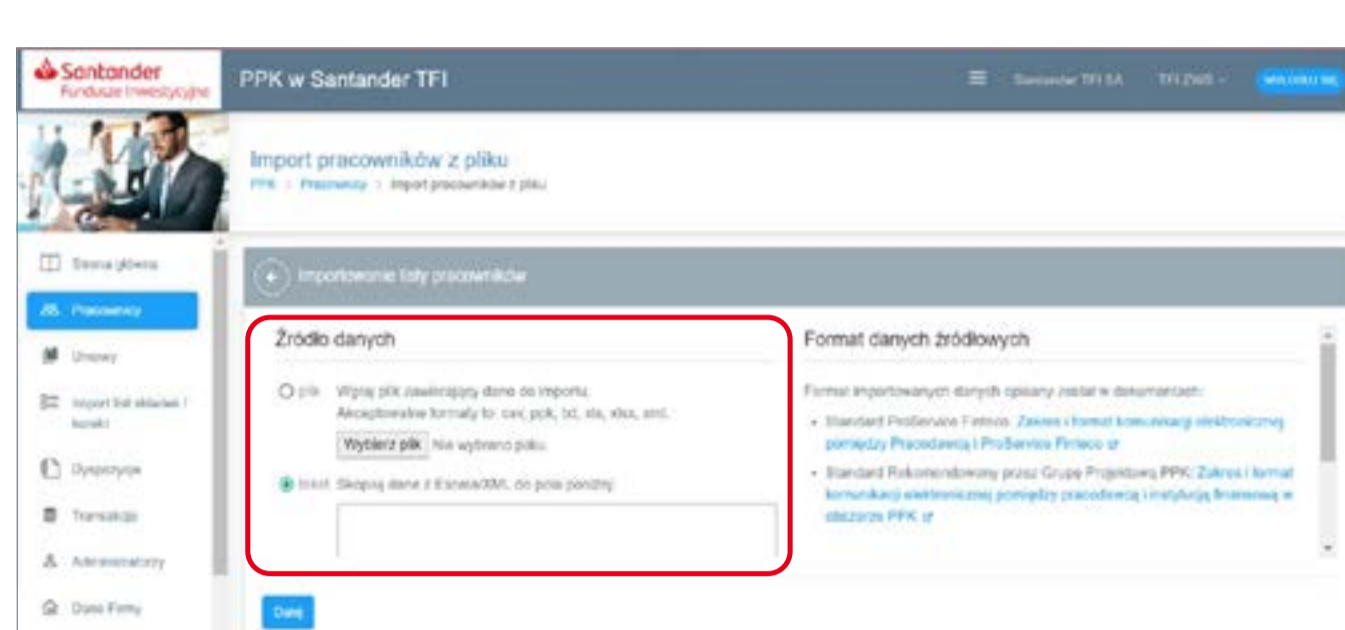 Santander
Fundusze Inwestycyjne
PPK w Santander TFI
Santander TFI SA
Import pracowników z pliku
PPK > Pracownicy > Import pracowników z pliku
Strona główna
Pracownicy
Umowy
Import list składek i
korekt
Dyspozycje
Transakcje
Administratorzy
Dane Firmy
Importowanie listy pracowników
Źródło danych
plik Wgraj plik zawierający dane do importu.
Akceptowalne formaty to: csv, ppk, txt, xls, xlsx, xml.
Wybierz plik Nie wybrano pliku.
tekst Skopiuj dane z Excela/XML do pola poniżej:
Dalej
Format danych źródłowych
Format importowanych danych opisany został w dokumentach:
• Standard ProService Finteco: Zakres i format komunikacji elektronicznej
pomiędzy Pracodawcą i ProService Finteco
• Standard Rekomendowany przez Grupę Projektową PPK: Zakres i format
komunikacji elektronicznej pomiędzy pracodawcą i instytucją finansową w
obszarze PPK